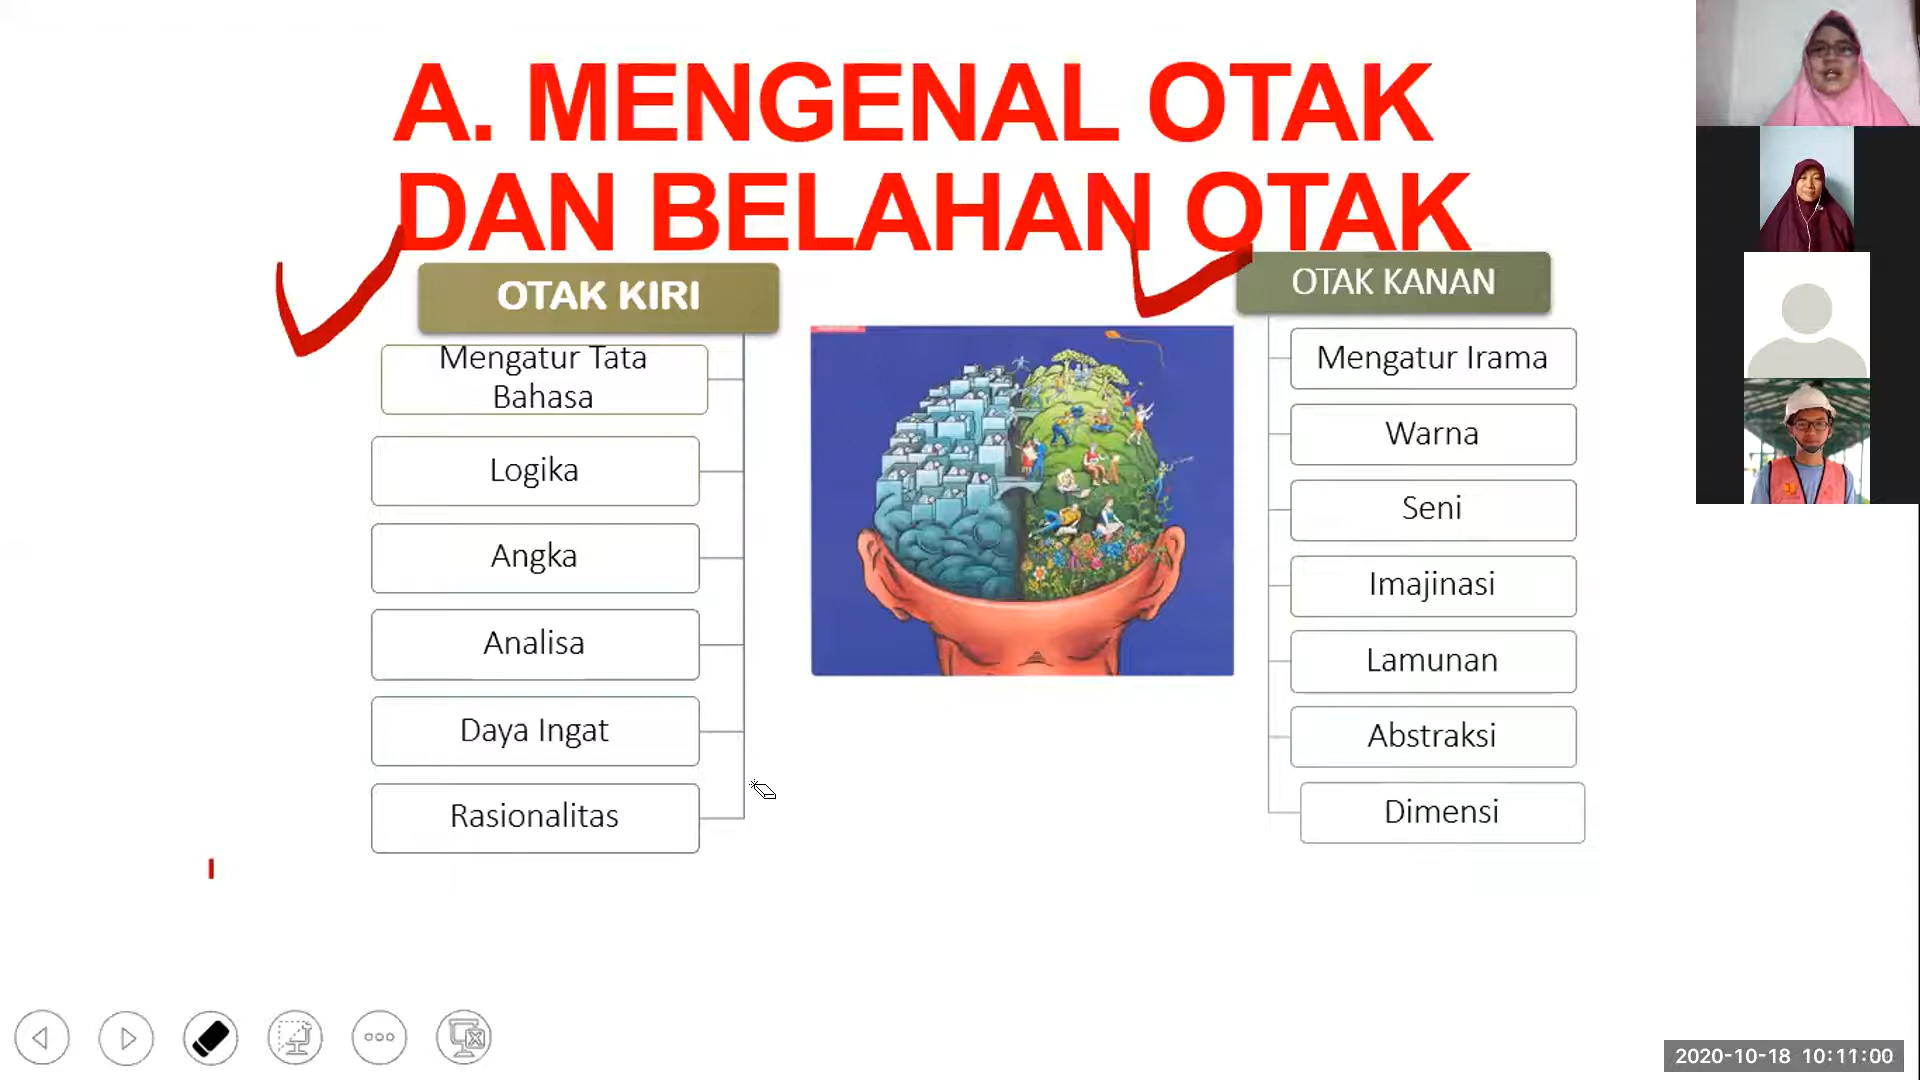 A. MENGENAL OTAK
DAN BELAHAN OTAK
OTAK KIRI
Mengatur Tata
Bahasa
Logika
Angka
Analisa
Daya Ingat
Rasionalitas
OTAK KANAN
Mengatur Irama
Warna
Seni
Imajinasi
Lamunan
Abstraksi
Dimensi
2020-10-18 10:11:00